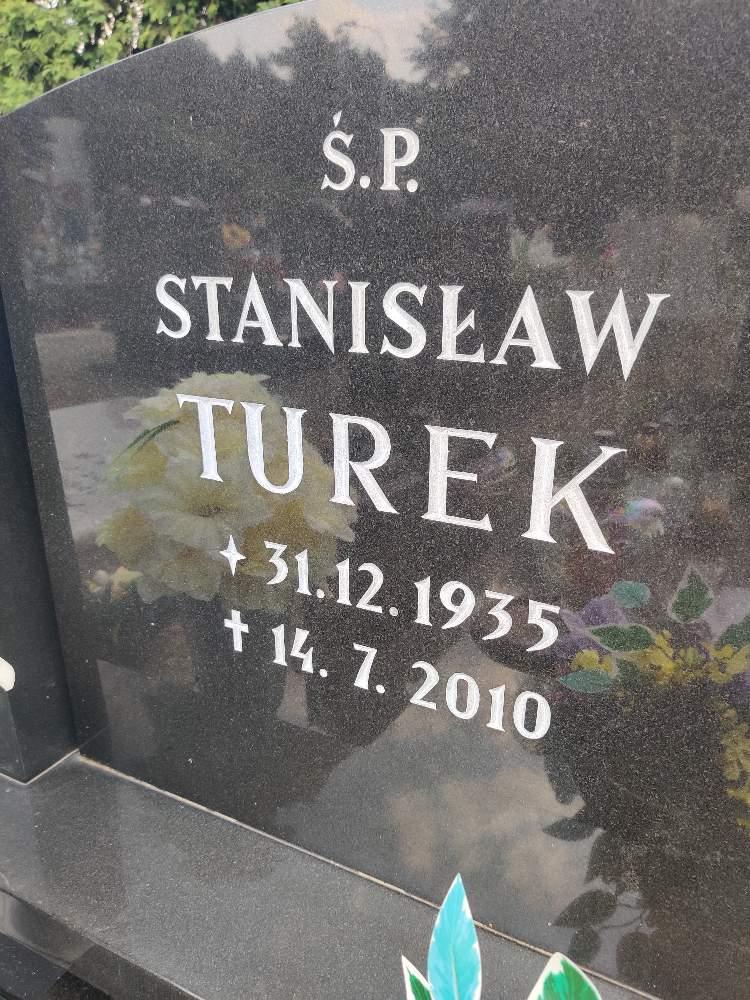 Ś.P.
STANISŁAW
TUREK
✦ 31.12.1935
✝ 14.7.2010